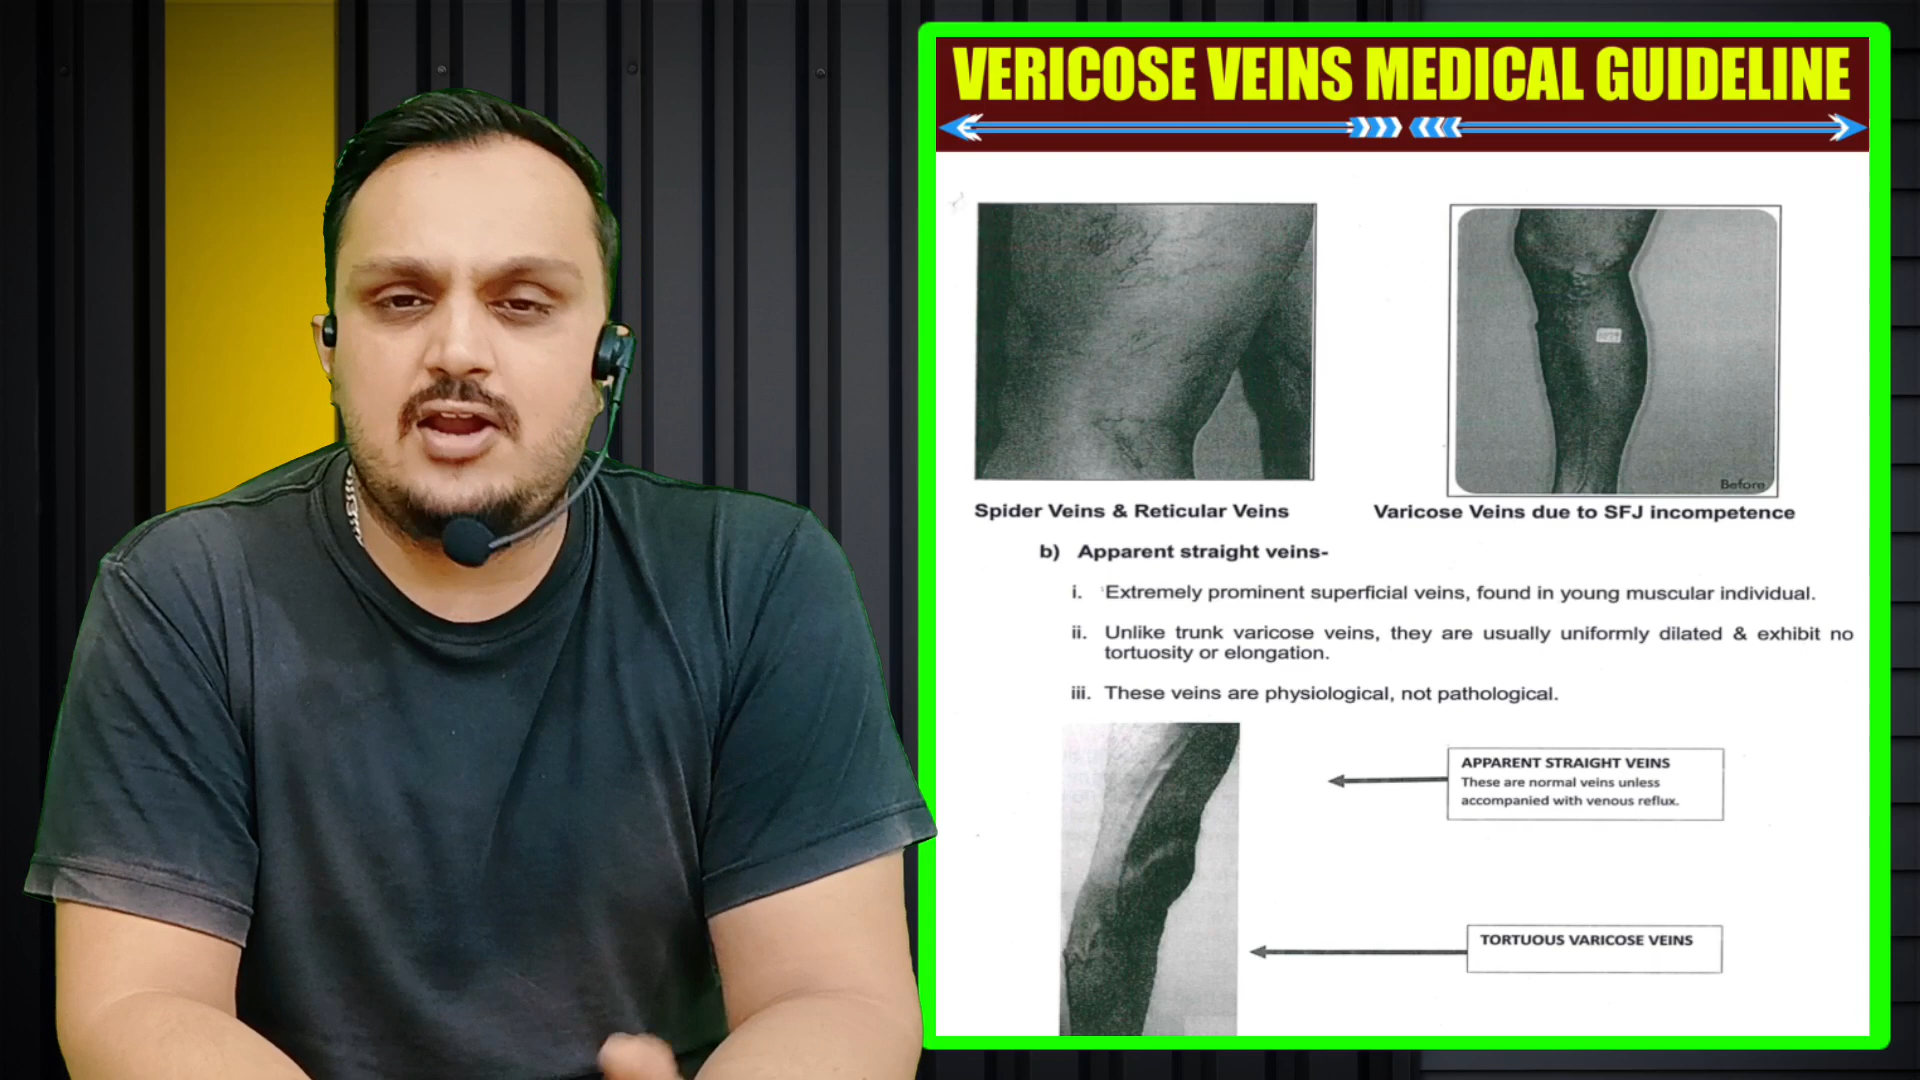 VERICOSE VEINS MEDICAL GUIDELINE
Before
Spider Veins & Reticular Veins
Varicose Veins due to SFJ incompetence
b) Apparent straight veins-
i. Extremely prominent superficial veins, found in young muscular individual.
ii. Unlike trunk varicose veins, they are usually uniformly dilated & exhibit no
tortuosity or elongation.
iii. These veins are physiological, not pathological.
APPARENT STRAIGHT VEINS
These are normal veins unless
accompanied with venous reflux.
TORTUOUS VARICOSE VEINS